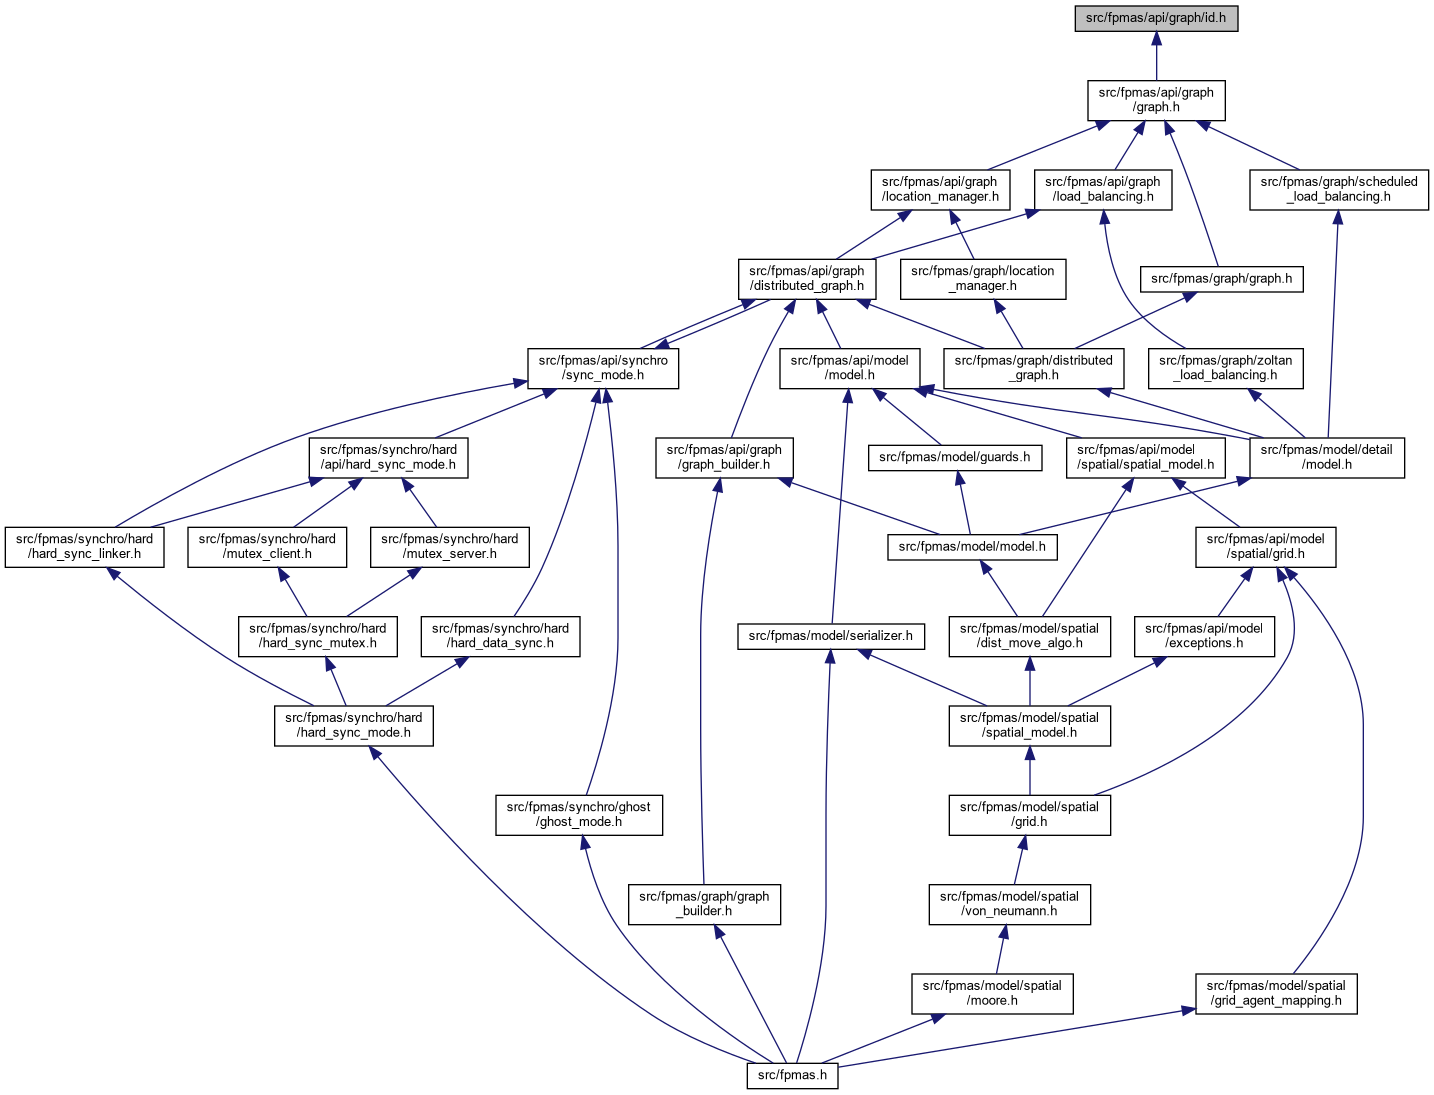 src/fpmas/api/graph/id.h
src/fpmas/api/graph
/graph.h
src/fpmas/api/graph
/location_manager.h
src/fpmas/api/graph
/load_balancing.h
src/fpmas/graph/scheduled
_load_balancing.h
src/fpmas/api/graph
/distributed_graph.h
src/fpmas/graph/location
_manager.h
src/fpmas/graph/graph.h
src/fpmas/api/synchro
/sync_mode.h
src/fpmas/api/model
/model.h
src/fpmas/graph/distributed
_graph.h
src/fpmas/graph/zoltan
_load_balancing.h
src/fpmas/synchro/hard
/api/hard_sync_mode.h
src/fpmas/api/graph
/graph_builder.h
src/fpmas/model/guards.h
src/fpmas/api/model
/spatial/spatial_model.h
src/fpmas/model/detail
/model.h
src/fpmas/synchro/hard
/hard_sync_linker.h
src/fpmas/synchro/hard
/mutex_client.h
src/fpmas/synchro/hard
/mutex_server.h
src/fpmas/model/model.h
src/fpmas/api/model
/spatial/grid.h
src/fpmas/synchro/hard
/hard_sync_mutex.h
src/fpmas/synchro/hard
/hard_data_sync.h
src/fpmas/model/serializer.h
src/fpmas/model/spatial
/dist_move_algo.h
src/fpmas/api/model
/exceptions.h
src/fpmas/synchro/hard
/hard_sync_mode.h
src/fpmas/model/spatial
/spatial_model.h
src/fpmas/synchro/ghost
/ghost_mode.h
src/fpmas/model/spatial
/grid.h
src/fpmas/graph/graph
_builder.h
src/fpmas/model/spatial
/von_neumann.h
src/fpmas/model/spatial
/moore.h
src/fpmas/model/spatial
/grid_agent_mapping.h
src/fpmas.h